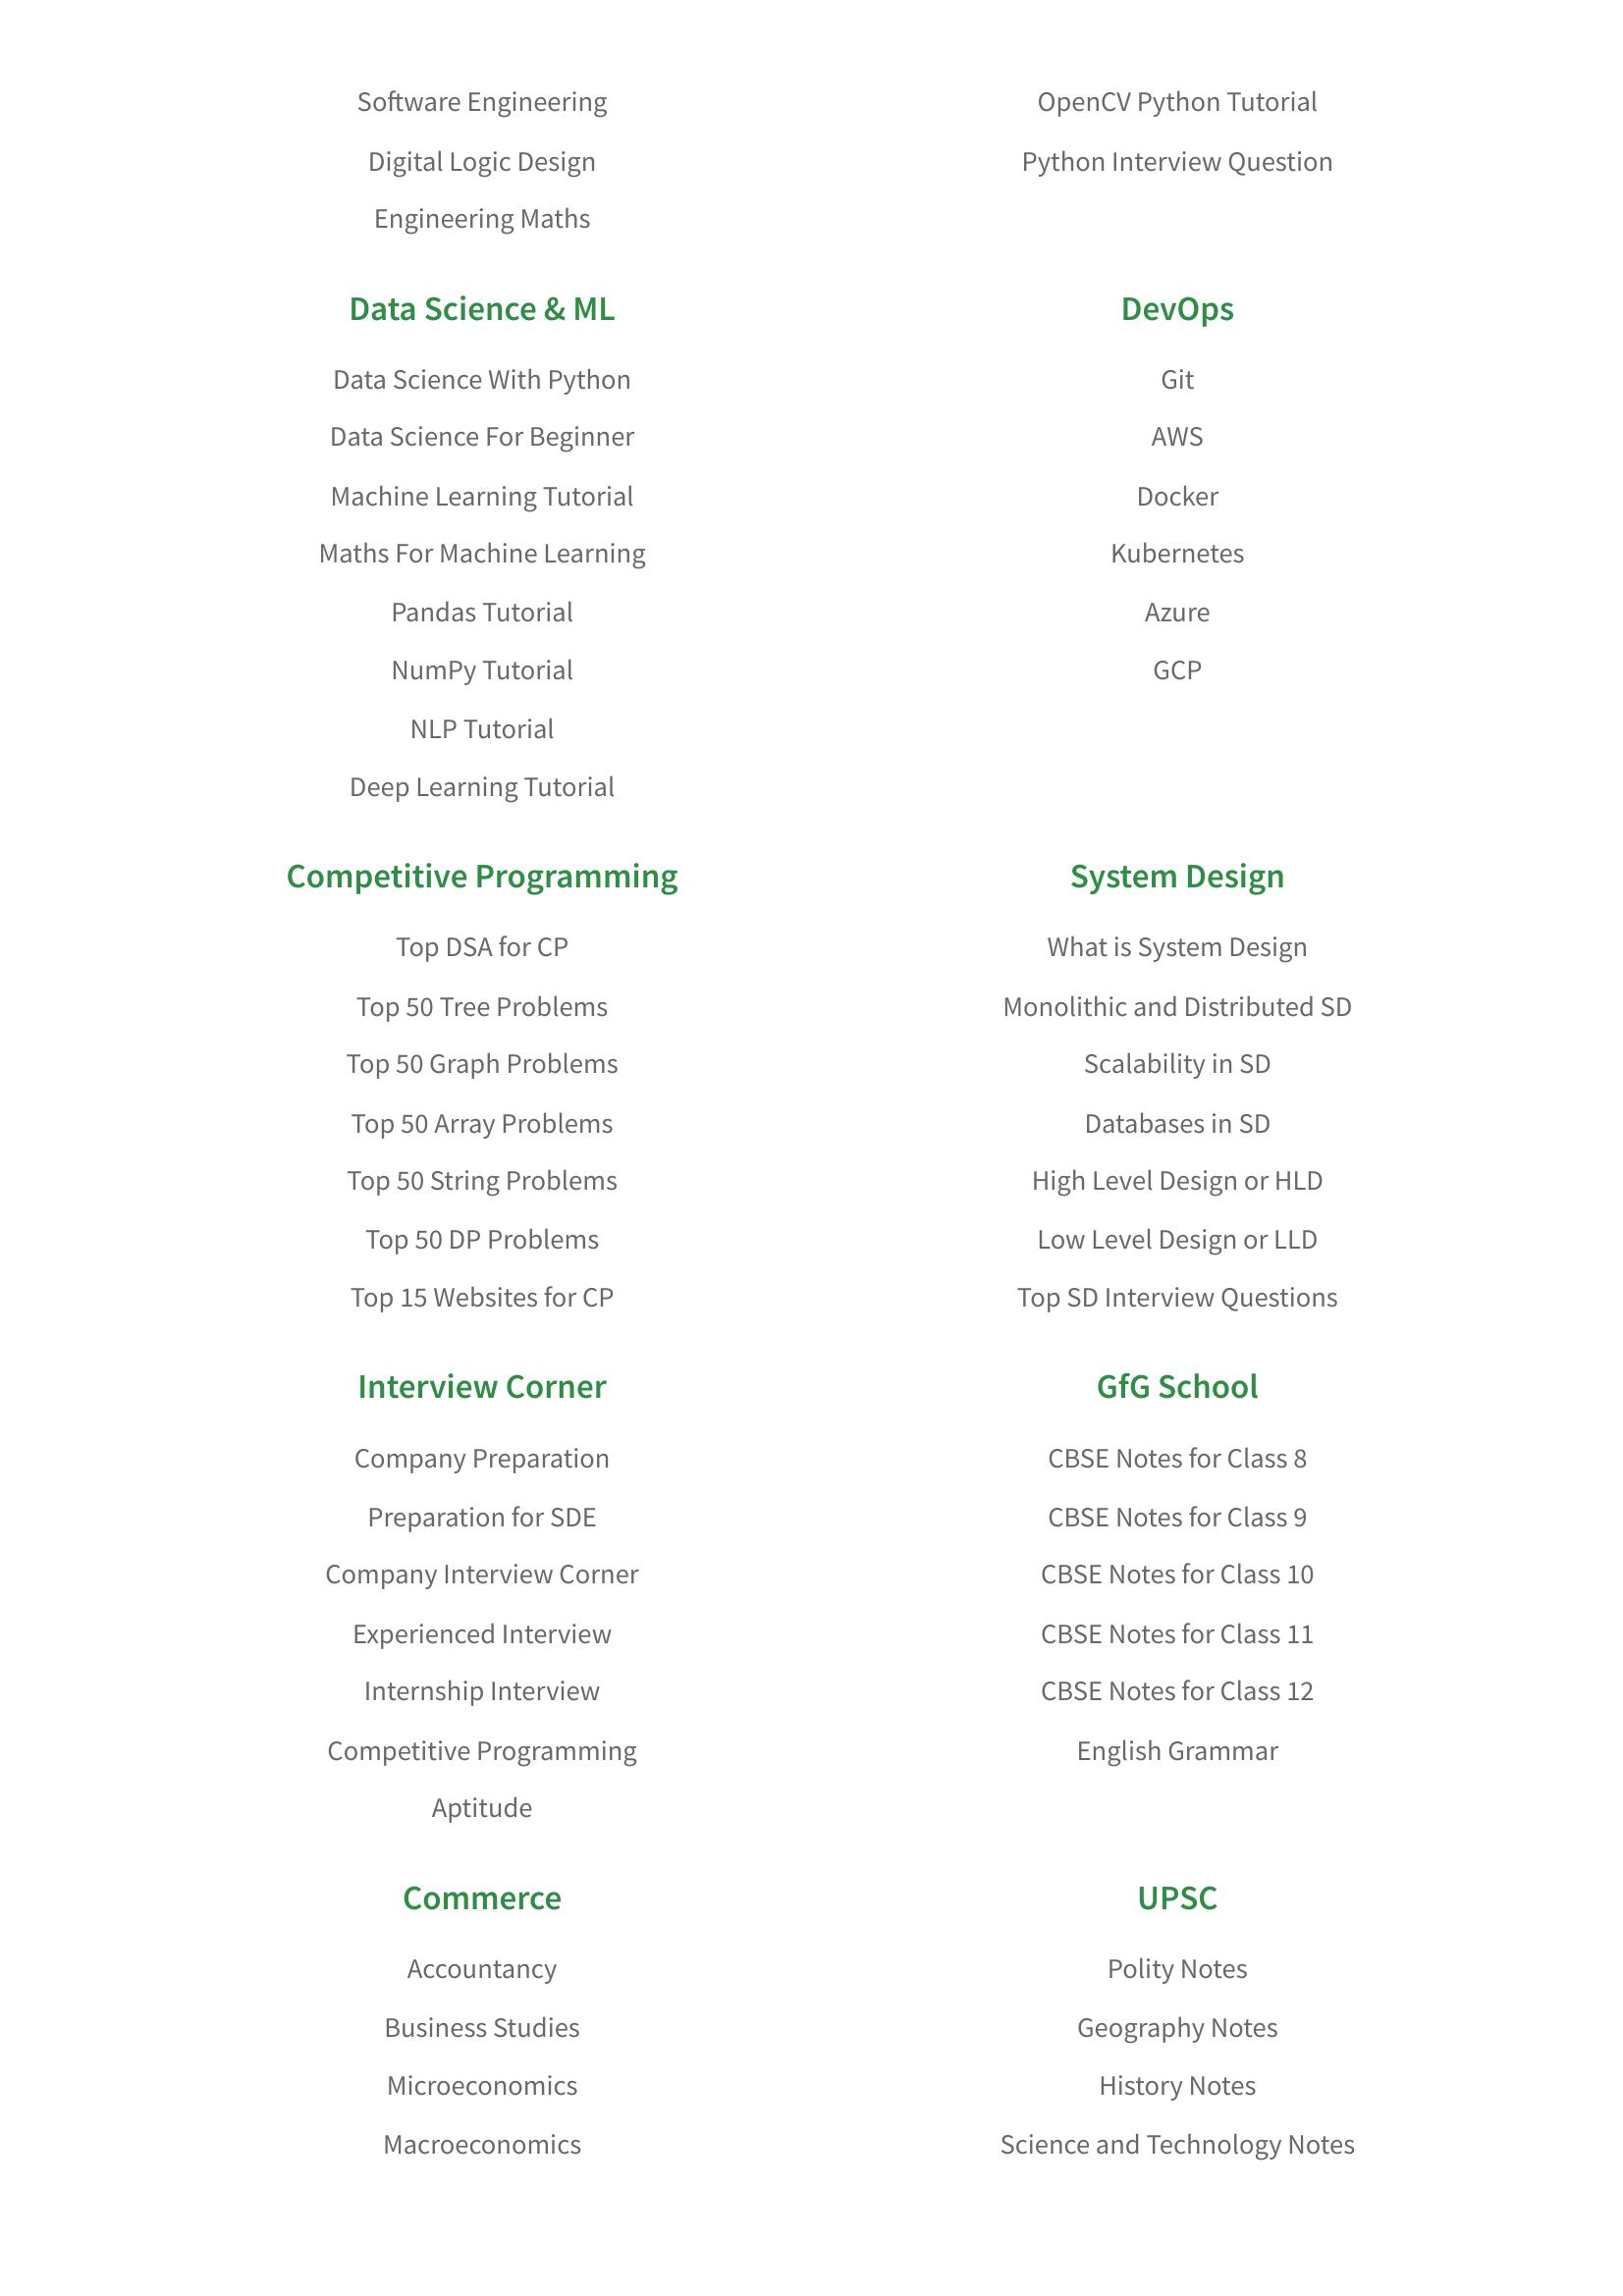 Software Engineering
Digital Logic Design
Engineering Maths
OpenCV Python Tutorial
Python Interview Question
Data Science & ML
Data Science With Python
Data Science For Beginner
Machine Learning Tutorial
Maths For Machine Learning
Pandas Tutorial
NumPy Tutorial
NLP Tutorial
Deep Learning Tutorial
DevOps
Git
AWS
Docker
Kubernetes
Azure
GCP
Competitive Programming
Top DSA for CP
Top 50 Tree Problems
Top 50 Graph Problems
Top 50 Array Problems
Top 50 String Problems
Top 50 DP Problems
Top 15 Websites for CP
System Design
What is System Design
Monolithic and Distributed SD
Scalability in SD
Databases in SD
High Level Design or HLD
Low Level Design or LLD
Top SD Interview Questions
Interview Corner
Company Preparation
Preparation for SDE
Company Interview Corner
Experienced Interview
Internship Interview
Competitive Programming
Aptitude
GfG School
CBSE Notes for Class 8
CBSE Notes for Class 9
CBSE Notes for Class 10
CBSE Notes for Class 11
CBSE Notes for Class 12
English Grammar
Commerce
Accountancy
Business Studies
Microeconomics
Macroeconomics
UPSC
Polity Notes
Geography Notes
History Notes
Science and Technology Notes